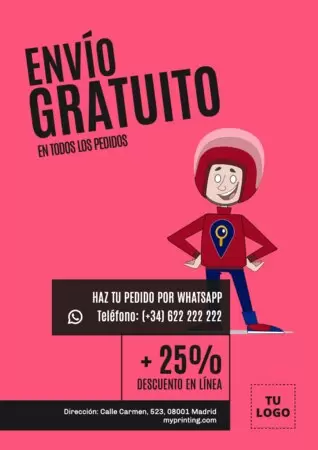 ENVÍO
GRATUITO
EN TODOS LOS PEDIDOS
HAZ TU PEDIDO POR WHATSAPP
Teléfono: (+34) 622 222 222
+ 25%
DESCUENTO EN LÍNEA
Dirección: Calle Carmen, 523, 08001 Madrid
myprinting.com
TU
LOGO